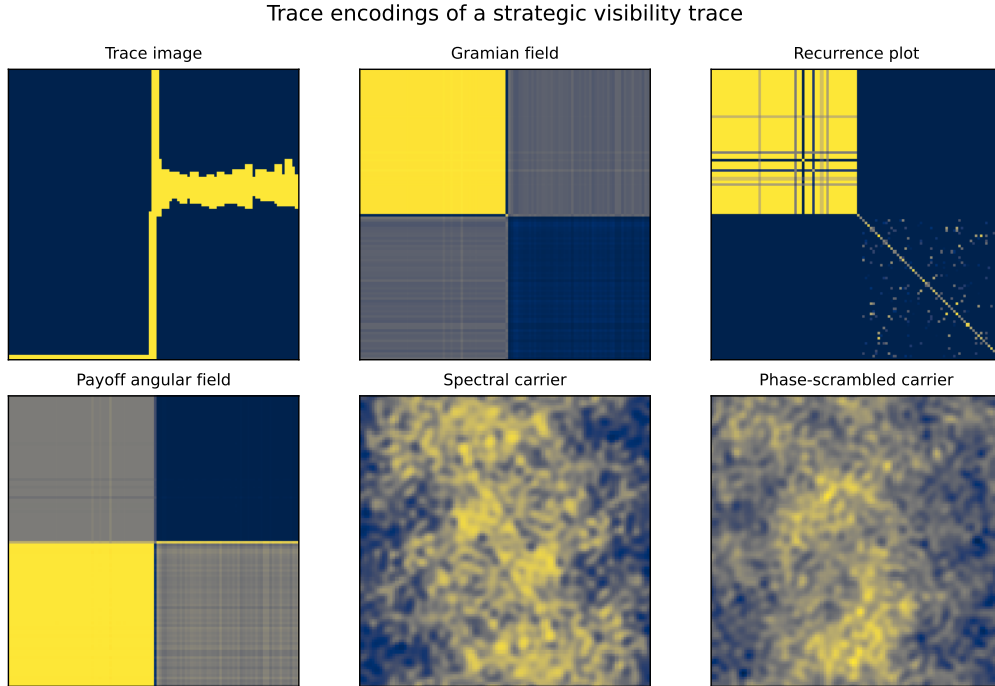 Trace encodings of a strategic visibility trace
Trace image
Gramian field
Recurrence plot
Payoff angular field
Spectral carrier
Phase-scrambled carrier